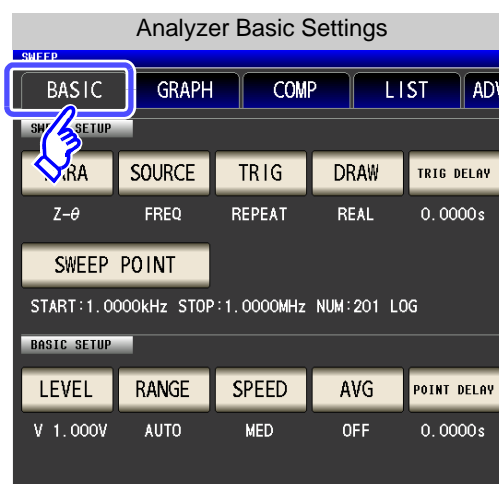 Analyzer Basic Settings
SWEEP
BASIC GRAPH COMP LIST
SETUP
SOURCE TRIG DRAW TRIG DELAY
Z-θ FREQ REPEAT REAL 0.0000s
SWEEP POINT
START:1.0000kHz STOP:1.0000MHz NUM:201 LOG
BASIC SETUP
LEVEL RANGE SPEED AVG POINT DELAY
V 1.000V AUTO MED OFF 0.0000s